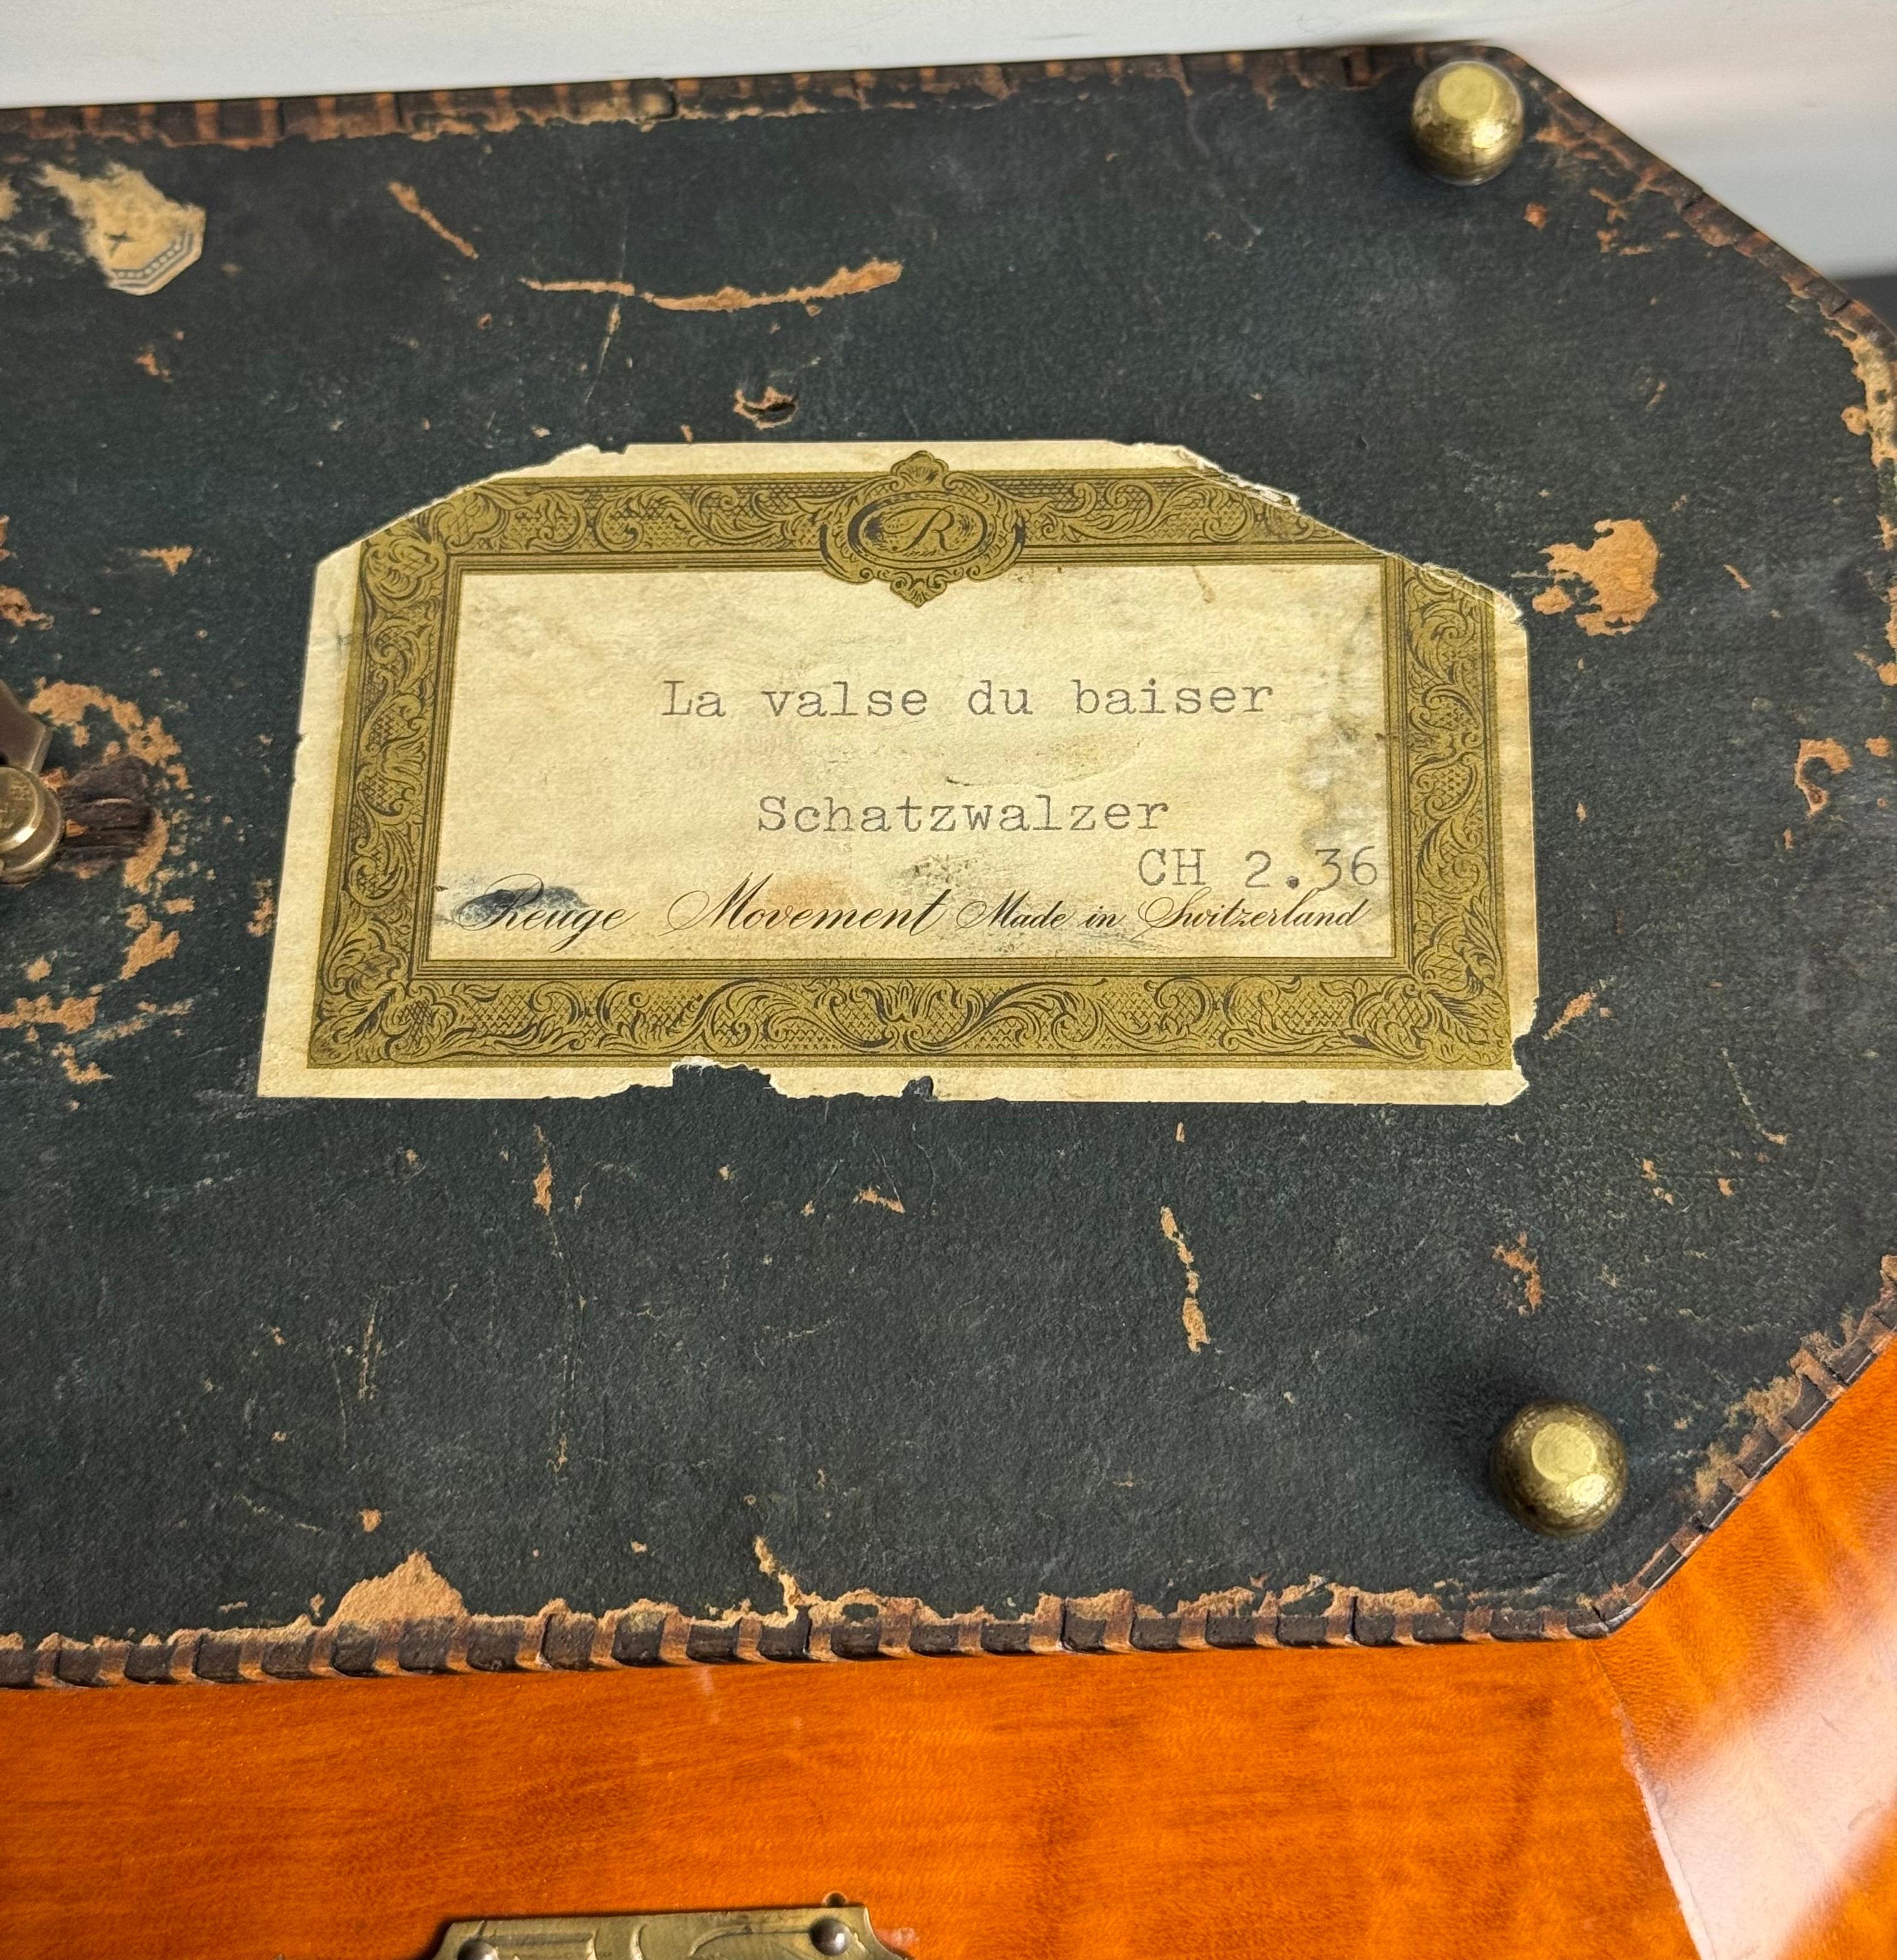 R
La valse du baiser
Schatzwalzer
CH 2.36
Reuge Movement Made in Switzerland